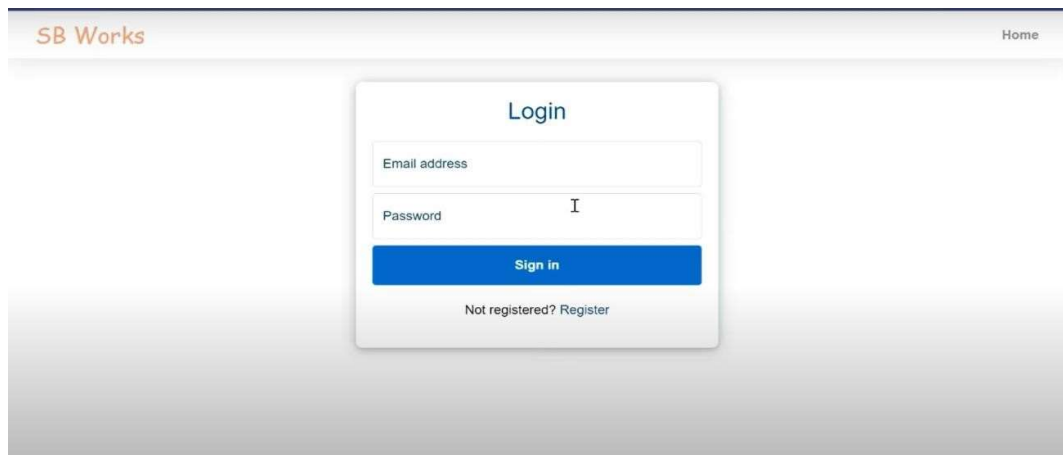 SB Works
Home
Login
Email address
Password
Sign in
Not registered? Register